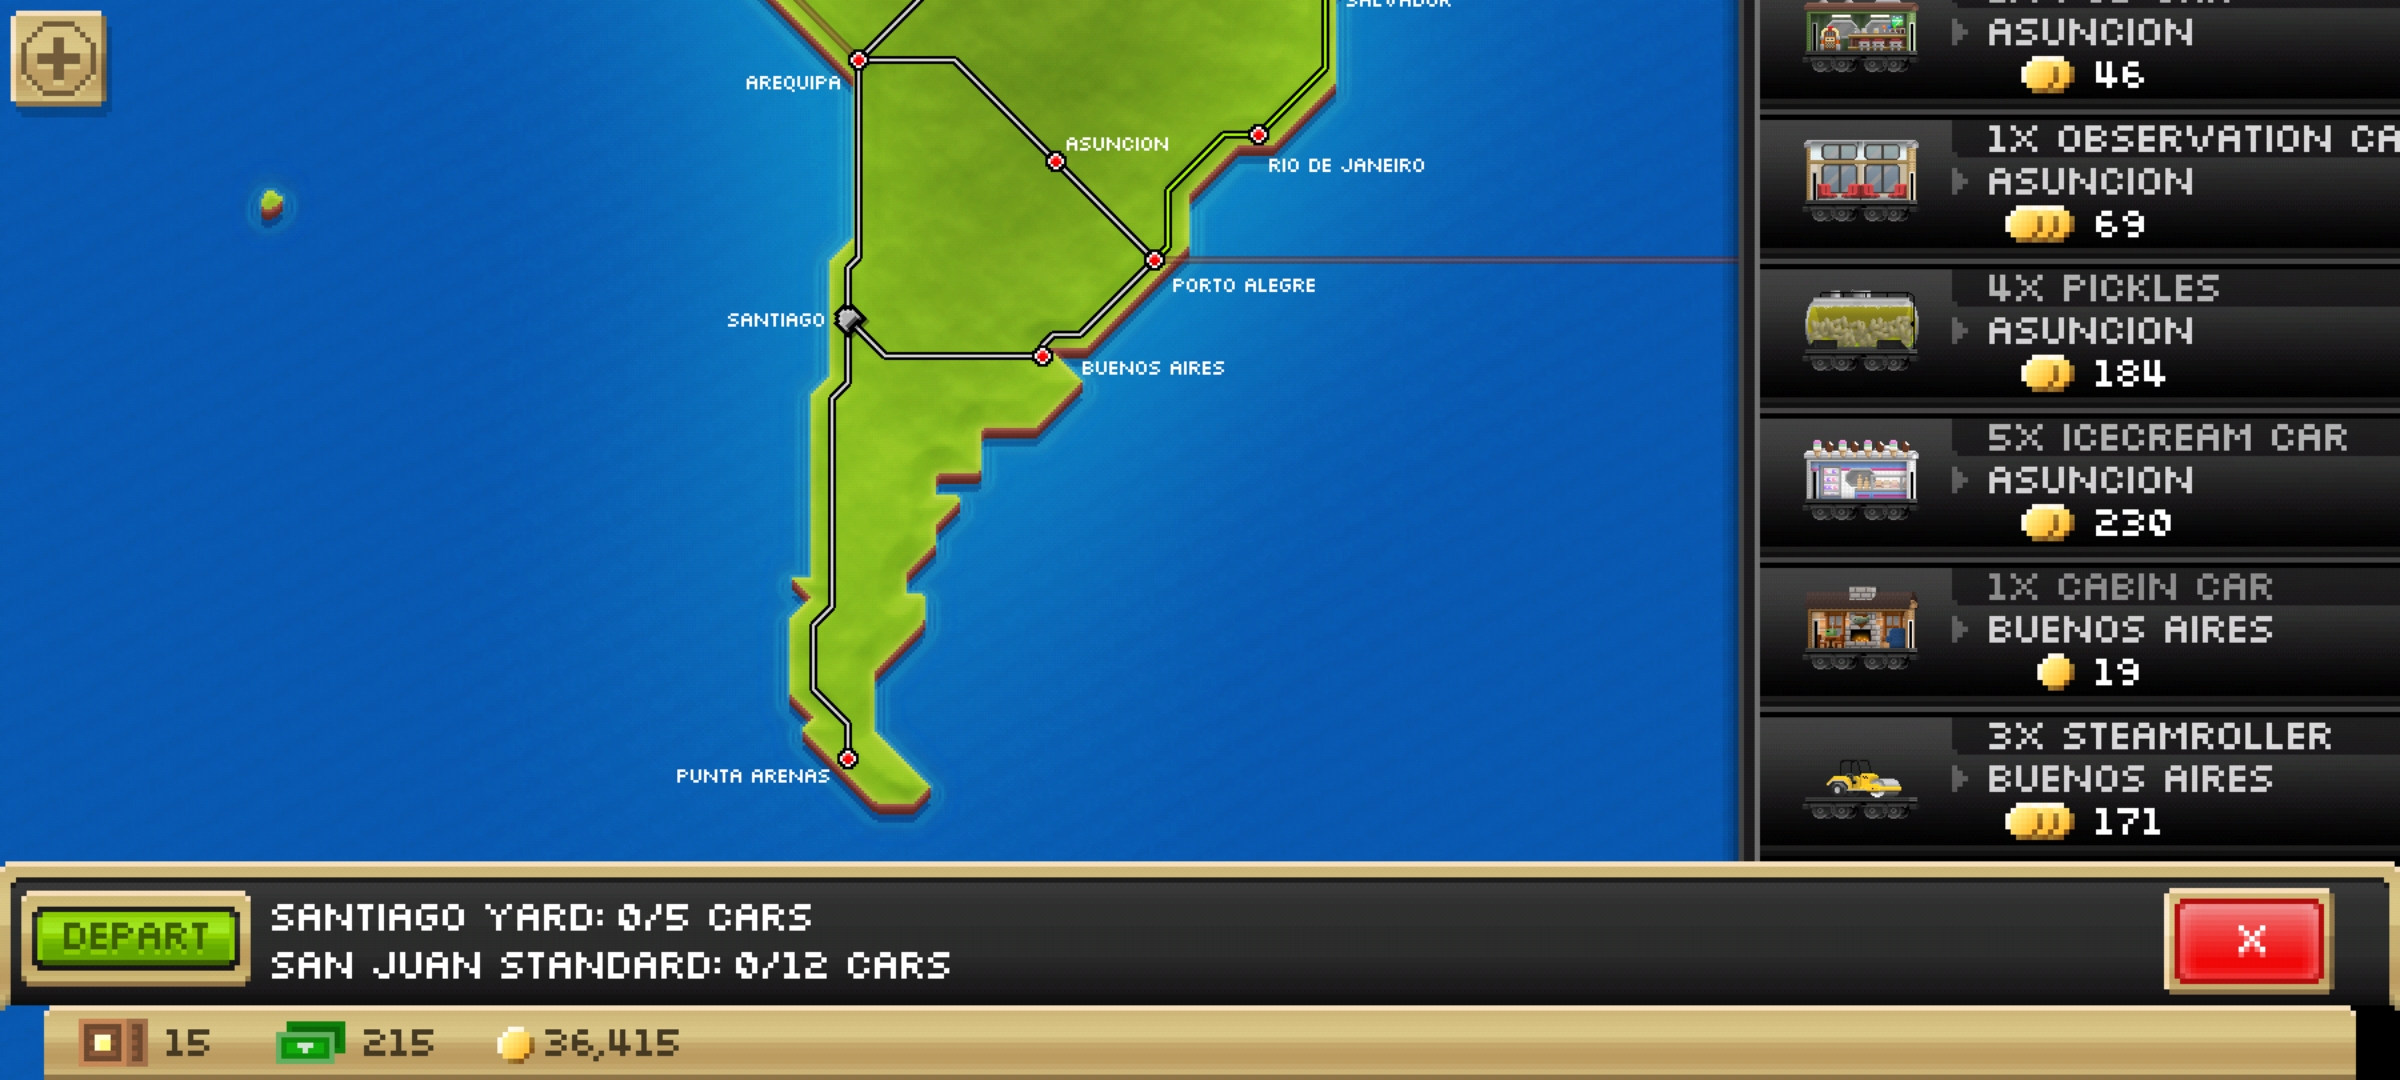 SALVADOR
AREQUIPA
ASUNCION
RIO DE JANEIRO
PORTO ALEGRE
SANTIAGO
BUENOS AIRES
PUNTA ARENAS
ASUNCION
46
1X OBSERVATION CA
ASUNCION
69
4X PICKLES
ASUNCION
184
5X ICECREAM CAR
ASUNCION
230
1X CABIN CAR
BUENOS AIRES
19
3X STEAMROLLER
BUENOS AIRES
171
DEPART
SANTIAGO YARD: 0/5 CARS
SAN JUAN STANDARD: 0/12 CARS
X
15
215
36,415